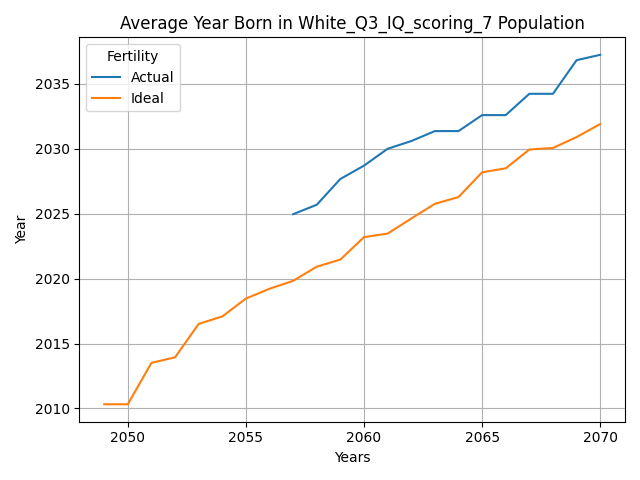 Average Year Born in White_Q3_IQ_scoring_7 Population
Fertility
Actual
Ideal
Year
2035
2030
2025
2020
2015
2010
2050 2055 2060 2065 2070
Years